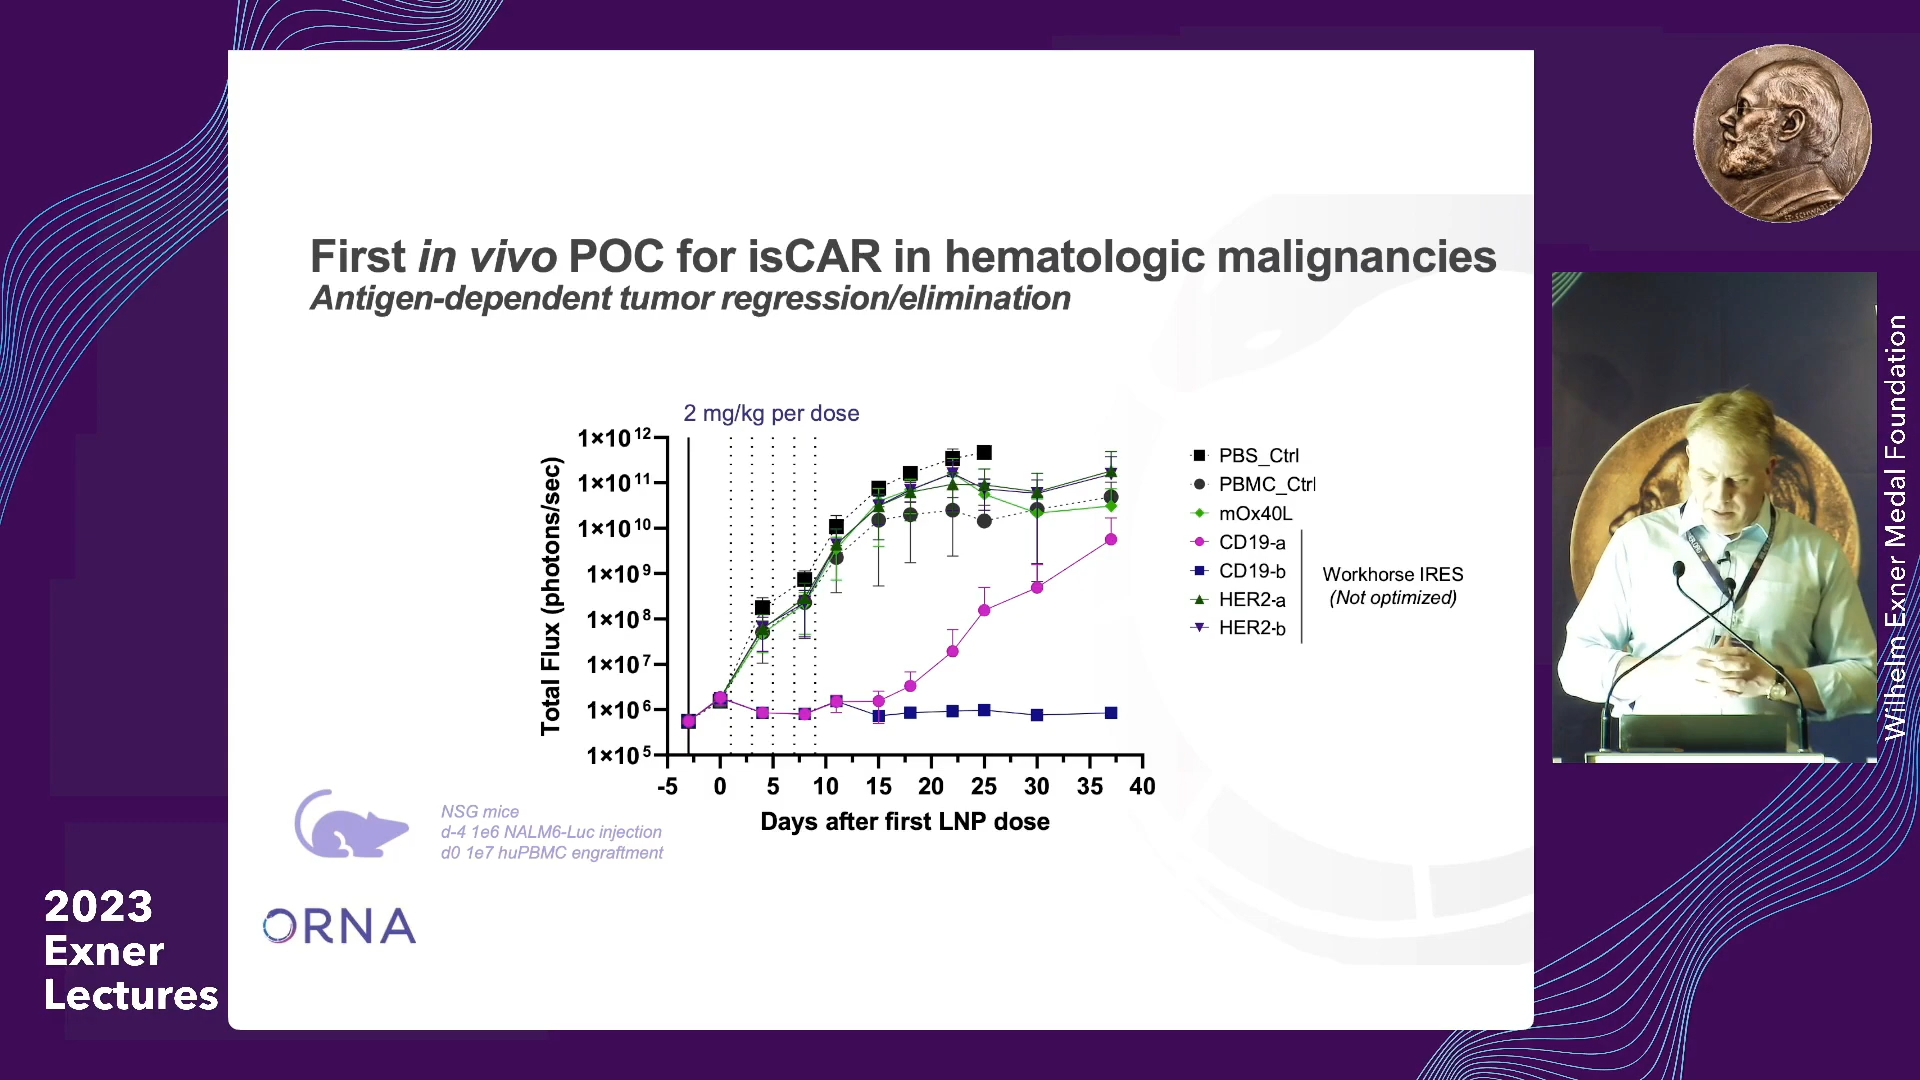 First in vivo POC for isCAR in hematologic malignancies
Antigen-dependent tumor regression/elimination
2 mg/kg per dose
1×10¹²
1×10¹¹
1×10¹⁰
1×10⁹
1×10⁸
1×10⁷
1×10⁶
1×10⁵
Total Flux (photons/sec)
-5 0 5 10 15 20 25 30 35 40
Days after first LNP dose
PBS_Ctrl
PBMC_Ctrl
mOx40L
CD19-a
CD19-b
HER2-a
HER2-b
Workhorse IRES
(Not optimized)
NSG mice
d-4 1e6 NALM6-Luc injection
d0 1e7 huPBMC engraftment
ORNA
2023
Exner
Lectures
Wilhelm Exner Medal Foundation